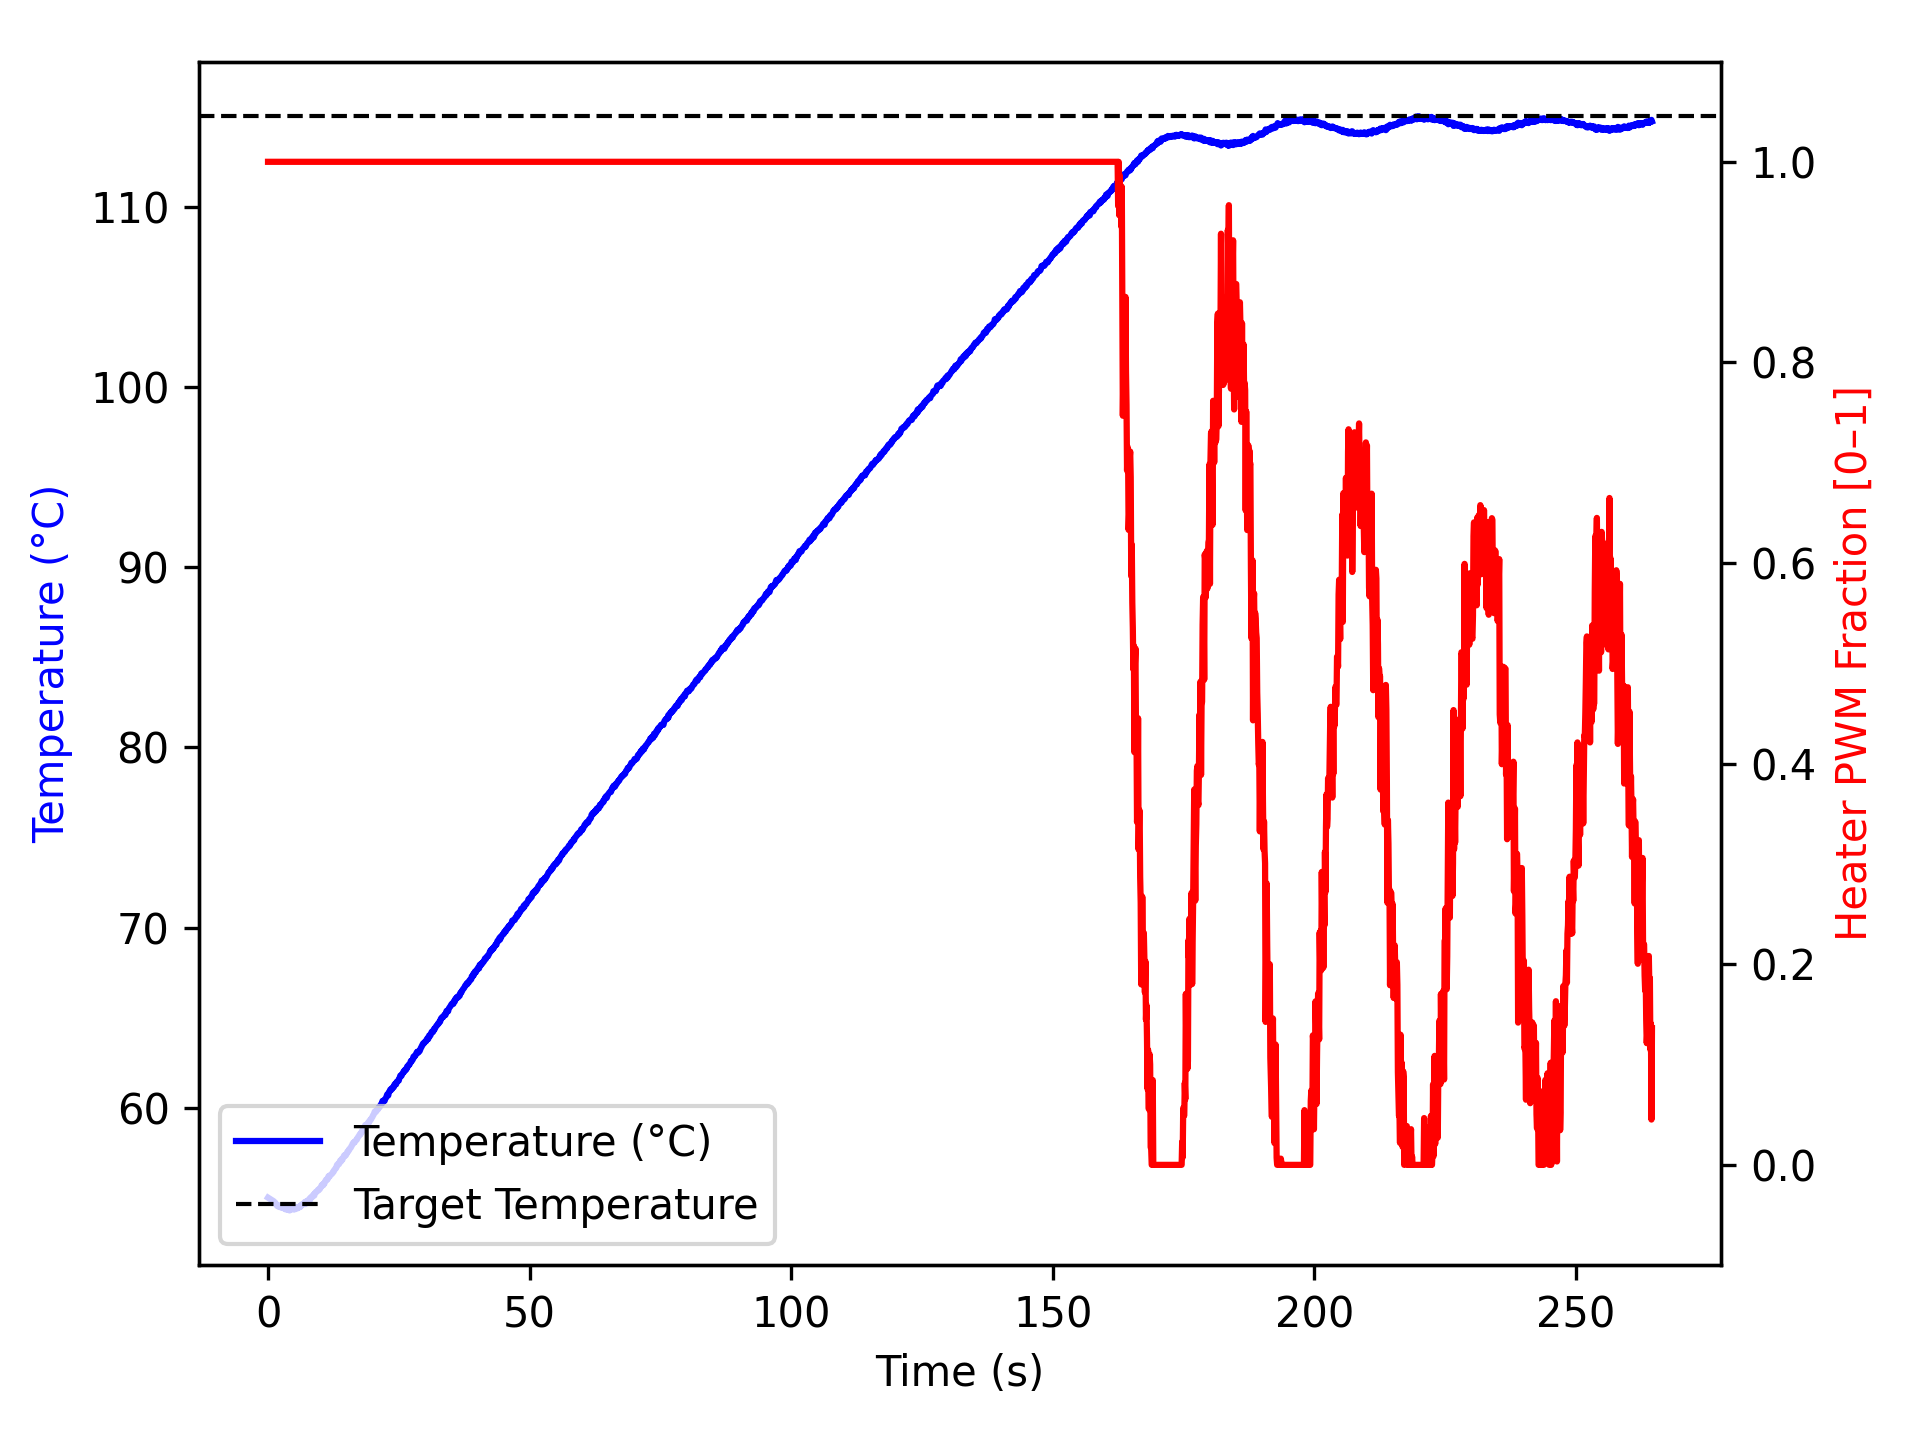 110
100
90
80
70
60
Temperature (°C)
1.0
0.8
0.6
0.4
0.2
0.0
Heater PWM Fraction [0–1]
Temperature (°C)
Target Temperature
0 50 100 150 200 250
Time (s)